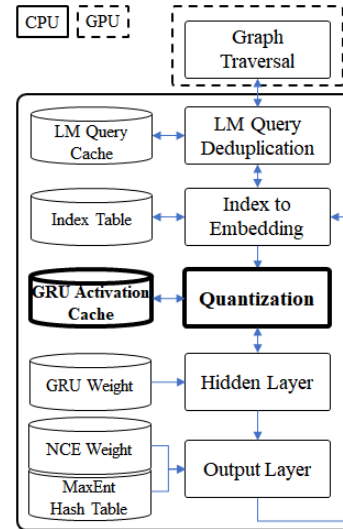 CPU
GPU
Graph
Traversal
LM Query
Cache
LM Query
Deduplication
Index Table
Index to
Embedding
GRU Activation
Cache
Quantization
GRU Weight
Hidden Layer
NCE Weight
MaxEnt
Hash Table
Output Layer